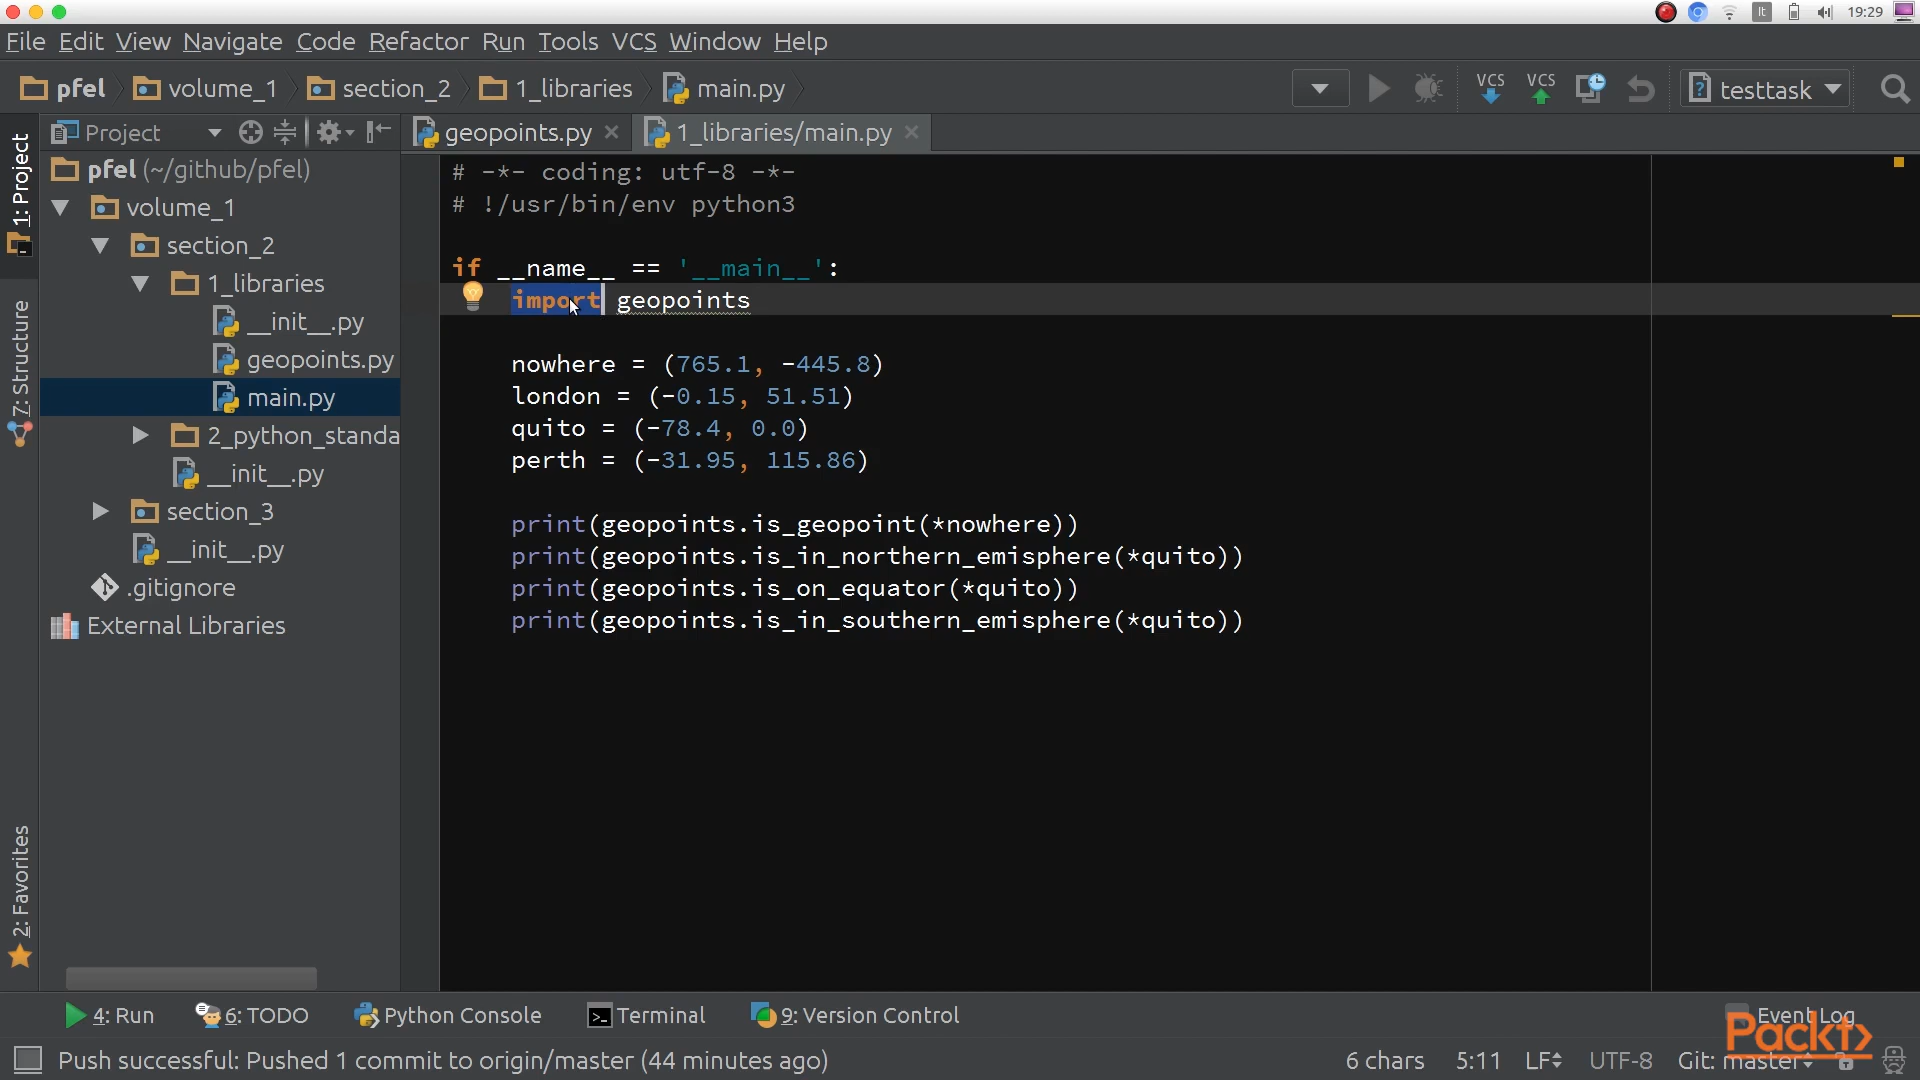 lt 19:29
File Edit View Navigate Code Refactor Run Tools VCS Window Help
pfel volume_1 section_2 1_libraries main.py VCS VCS testtask
1: Project
7: Structure
2: Favorites
Project
pfel (~/github/pfel)
volume_1
section_2
1_libraries
__init__.py
geopoints.py
main.py
2_python_standa
__init__.py
section_3
__init__.py
.gitignore
External Libraries
geopoints.py 1_libraries/main.py
# -*- coding: utf-8 -*-
# !/usr/bin/env python3
if __name__ == '__main__':
import geopoints
nowhere = (765.1, -445.8)
london = (-0.15, 51.51)
quito = (-78.4, 0.0)
perth = (-31.95, 115.86)
print(geopoints.is_geopoint(*nowhere))
print(geopoints.is_in_northern_emisphere(*quito))
print(geopoints.is_on_equator(*quito))
print(geopoints.is_in_southern_emisphere(*quito))
4: Run 6: TODO Python Console Terminal 9: Version Control Event Log
Packt>
Push successful: Pushed 1 commit to origin/master (44 minutes ago) 6 chars 5:11 LF UTF-8 Git: master